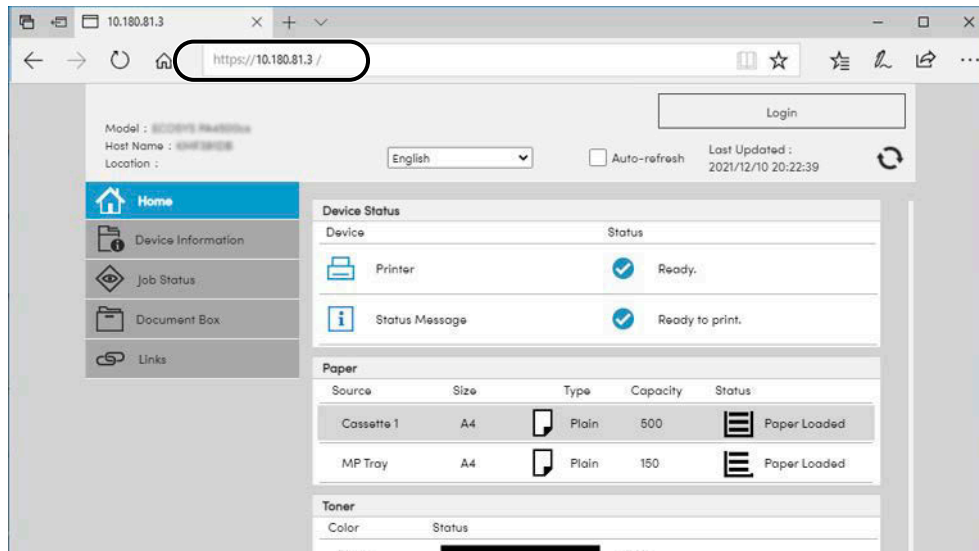 10.180.81.3
https://10.180.81.3 /
Login
Model :
Host Name :
Location :
English
Auto-refresh
Last Updated :
2021/12/10 20:22:39
Home
Device Information
Job Status
Document Box
Links
Device Status
Device Status
Printer Ready.
Status Message Ready to print.
Paper
Source Size Type Capacity Status
Cassette 1 A4 Plain 500 Paper Loaded
MP Tray A4 Plain 150 Paper Loaded
Toner
Color Status